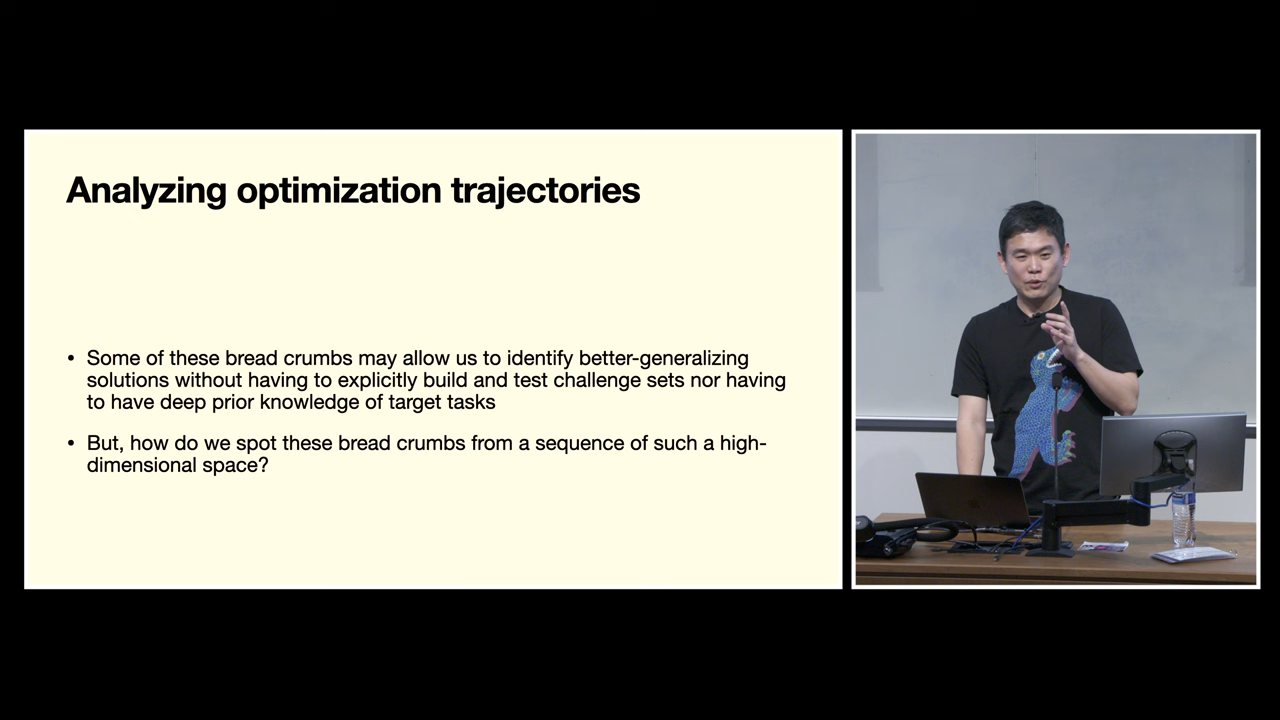 Analyzing optimization trajectories
• Some of these bread crumbs may allow us to identify better-generalizing
solutions without having to explicitly build and test challenge sets nor having
to have deep prior knowledge of target tasks
• But, how do we spot these bread crumbs from a sequence of such a high-
dimensional space?